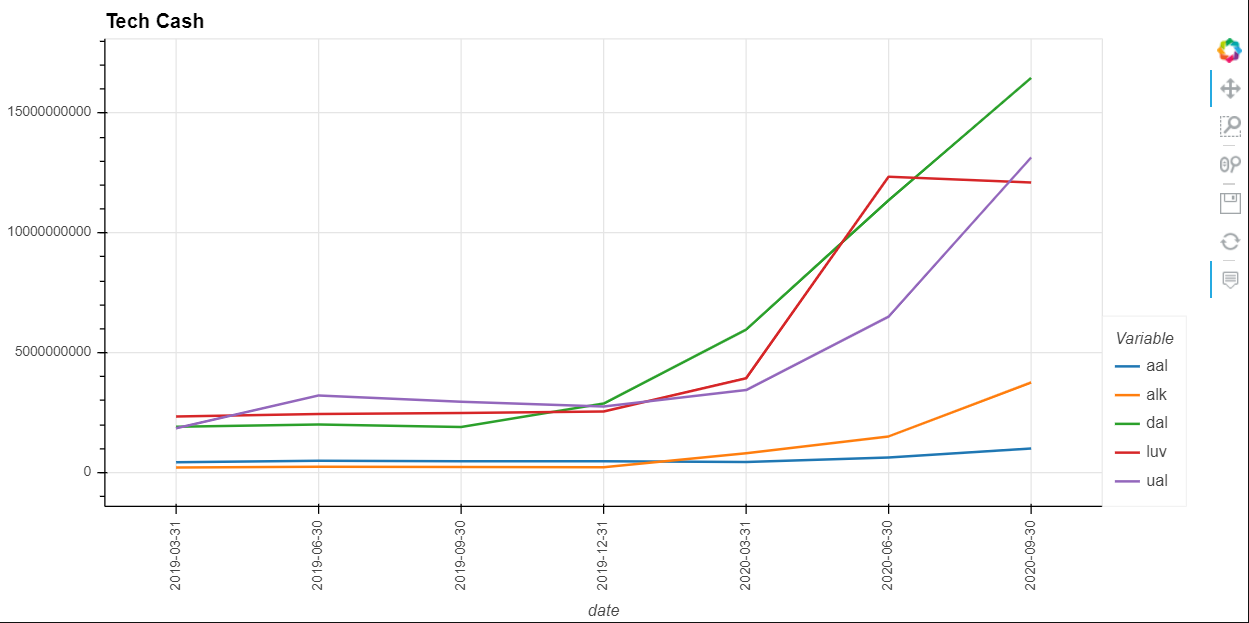 Tech Cash
15000000000
10000000000
5000000000
0
2019-03-31
2019-06-30
2019-09-30
2019-12-31
2020-03-31
2020-06-30
2020-09-30
date
Variable
aal
alk
dal
luv
ual